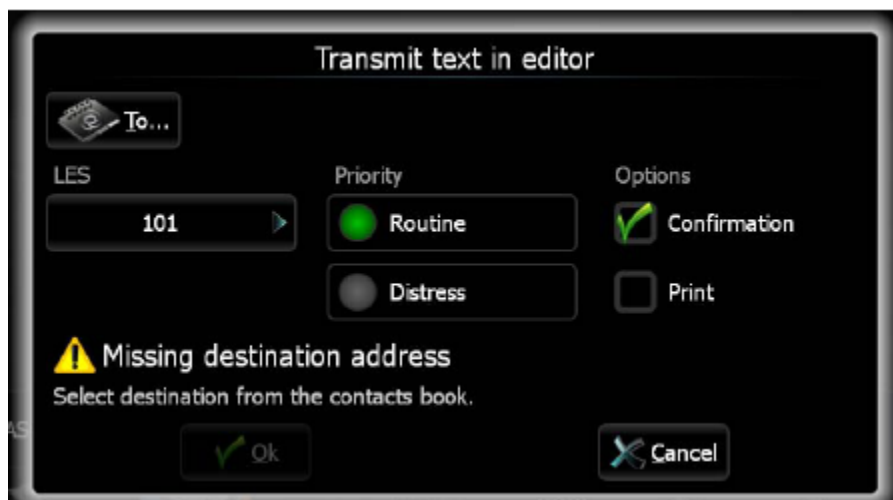 Transmit text in editor
To...
LES
Priority
Options
101
Routine
Confirmation
Distress
Print
Missing destination address
Select destination from the contacts book.
AS
Ok
Cancel